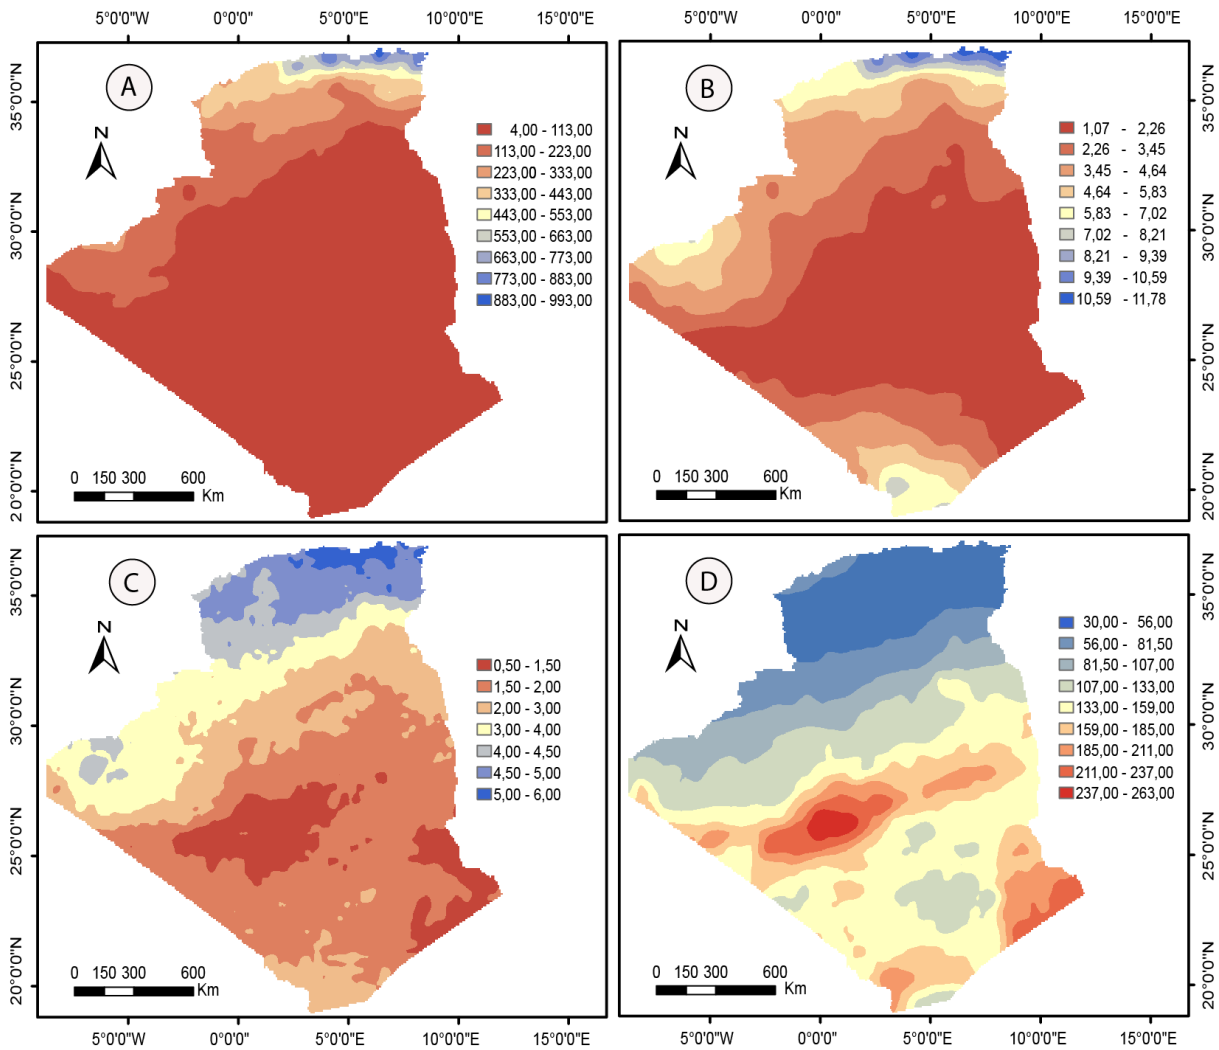 5°0'0"W 0°0'0" 5°0'0"E 10°0'0"E 15°0'0"E
5°0'0"W 0°0'0" 5°0'0"E 10°0'0"E 15°0'0"E
35°0'0"N
30°0'0"N
25°0'0"N
20°0'0"N
A
N
4,00 - 113,00
113,00 - 223,00
223,00 - 333,00
333,00 - 443,00
443,00 - 553,00
553,00 - 663,00
663,00 - 773,00
773,00 - 883,00
883,00 - 993,00
0 150 300 600
Km
B
N
1,07 - 2,26
2,26 - 3,45
3,45 - 4,64
4,64 - 5,83
5,83 - 7,02
7,02 - 8,21
8,21 - 9,39
9,39 - 10,59
10,59 - 11,78
0 150 300 600
Km
35°0'0"N
30°0'0"N
25°0'0"N
20°0'0"N
35°0'0"N
30°0'0"N
25°0'0"N
20°0'0"N
C
N
0,50 - 1,50
1,50 - 2,00
2,00 - 3,00
3,00 - 4,00
4,00 - 4,50
4,50 - 5,00
5,00 - 6,00
0 150 300 600
Km
D
N
30,00 - 56,00
56,00 - 81,50
81,50 - 107,00
107,00 - 133,00
133,00 - 159,00
159,00 - 185,00
185,00 - 211,00
211,00 - 237,00
237,00 - 263,00
0 150 300 600
Km
35°0'0"N
30°0'0"N
25°0'0"N
20°0'0"N
5°0'0"W 0°0'0" 5°0'0"E 10°0'0"E 15°0'0"E
5°0'0"W 0°0'0" 5°0'0"E 10°0'0"E 15°0'0"E